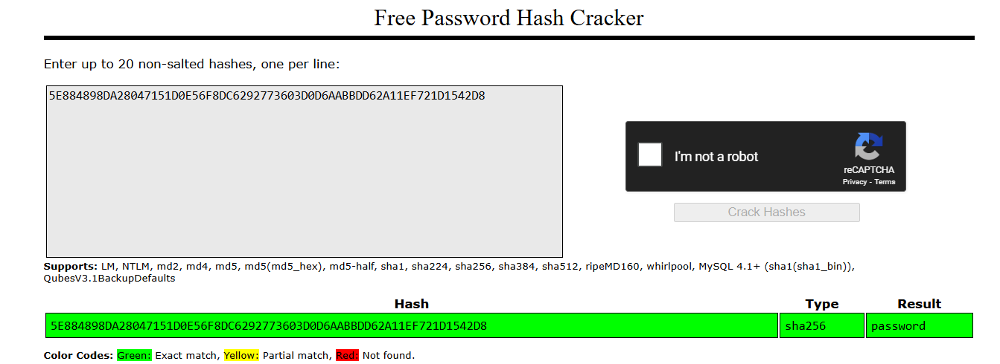 Free Password Hash Cracker
Enter up to 20 non-salted hashes, one per line:
5E884898DA28047151D0E56F8DC6292773603D0D6AABBDD62A11EF721D1542D8
I'm not a robot
reCAPTCHA
Privacy - Terms
Crack Hashes
Supports: LM, NTLM, md2, md4, md5, md5(md5_hex), md5-half, sha1, sha224, sha256, sha384, sha512, ripeMD160, whirlpool, MySQL 4.1+ (sha1(sha1_bin)),
QubesV3.1BackupDefaults
Hash Type Result
5E884898DA28047151D0E56F8DC6292773603D0D6AABBDD62A11EF721D1542D8 sha256 password
Color Codes: Green: Exact match, Yellow: Partial match, Red: Not found.